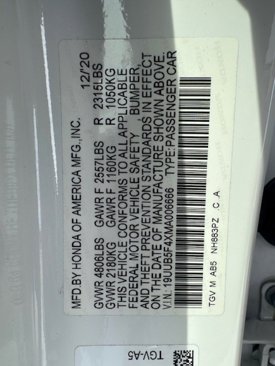 MFD. BY HONDA OF AMERICA MFG., INC. 12/20
GVWR 4806LBS GAWR F 2557LBS R 2315LBS
GVWR 2180KG GAWR F 1160KG R 1050KG
THIS VEHICLE CONFORMS TO ALL APPLICABLE
FEDERAL MOTOR VEHICLE SAFETY BUMPER,
AND THEFT PREVENTION STANDARDS IN EFFECT
ON THE DATE OF MANUFACTURE SHOWN ABOVE.
V.I.N.: 19UUB5F4XMA006666 TYPE: PASSENGER CAR
TGV M AB5 NH883PZ C A
TGV-A5